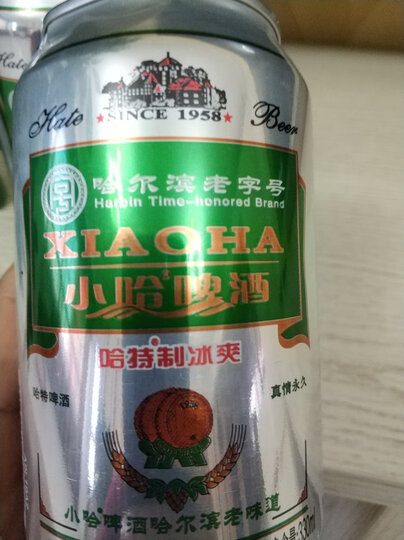 Hate Beer
★ SINCE 1958 ★
哈尔滨老字号
Harbin Time-honored Brand
XIAOHA
小哈啤酒
哈特制冰爽
哈特啤酒
真情永久
小哈啤酒哈尔滨老味道
330ml